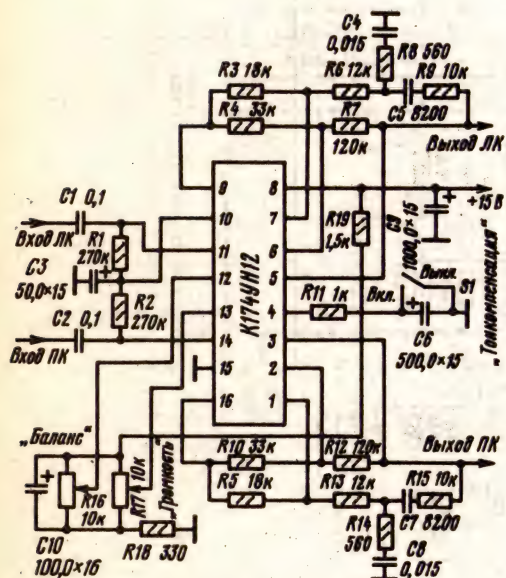 C4
0,015
R8 560
R3 18к
R6 12к
R9 10к
R4 33к
R7
120к
C5 8200
Выход ЛК
9
8
+15 В
C1 0,1
10
7
R19
1,5к
C9
1000,0×15
Вход ЛК
R1
270к
11
6
C3
50,0×15
12
К174УН12
5
R11 1к
Вкл.
Выкл.
S1
„Тонкомпенсация“
R2
270к
13
4
C2 0,1
14
3
C6
500,0×15
Вход ПК
15
2
16
1
Выход ПК
„Баланс“
R10 33к
R12 120к
R17 10к
„Громкость“
R5 18к
R13 12к
R15 10к
R16
10к
R14
560
C7 8200
C10
100,0×16
R18 330
C8
0,015